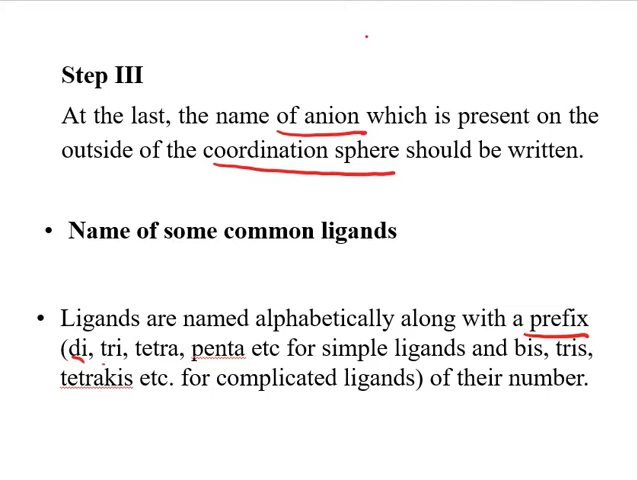 Step III
At the last, the name of anion which is present on the
outside of the coordination sphere should be written.
• Name of some common ligands
• Ligands are named alphabetically along with a prefix
(di, tri, tetra, penta etc for simple ligands and bis, tris,
tetrakis etc. for complicated ligands) of their number.